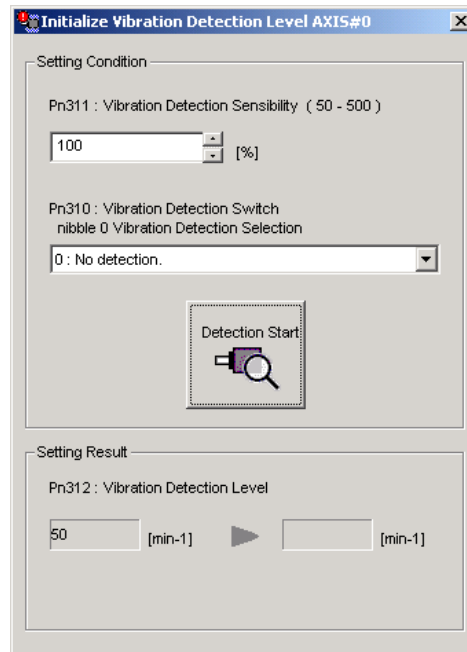 Initialize Vibration Detection Level AXIS#0
Setting Condition
Pn311 : Vibration Detection Sensibility ( 50 - 500 )
100
[%]
Pn310 : Vibration Detection Switch
nibble 0 Vibration Detection Selection
0 : No detection.
Detection Start
Setting Result
Pn312 : Vibration Detection Level
50 [min-1] [min-1]